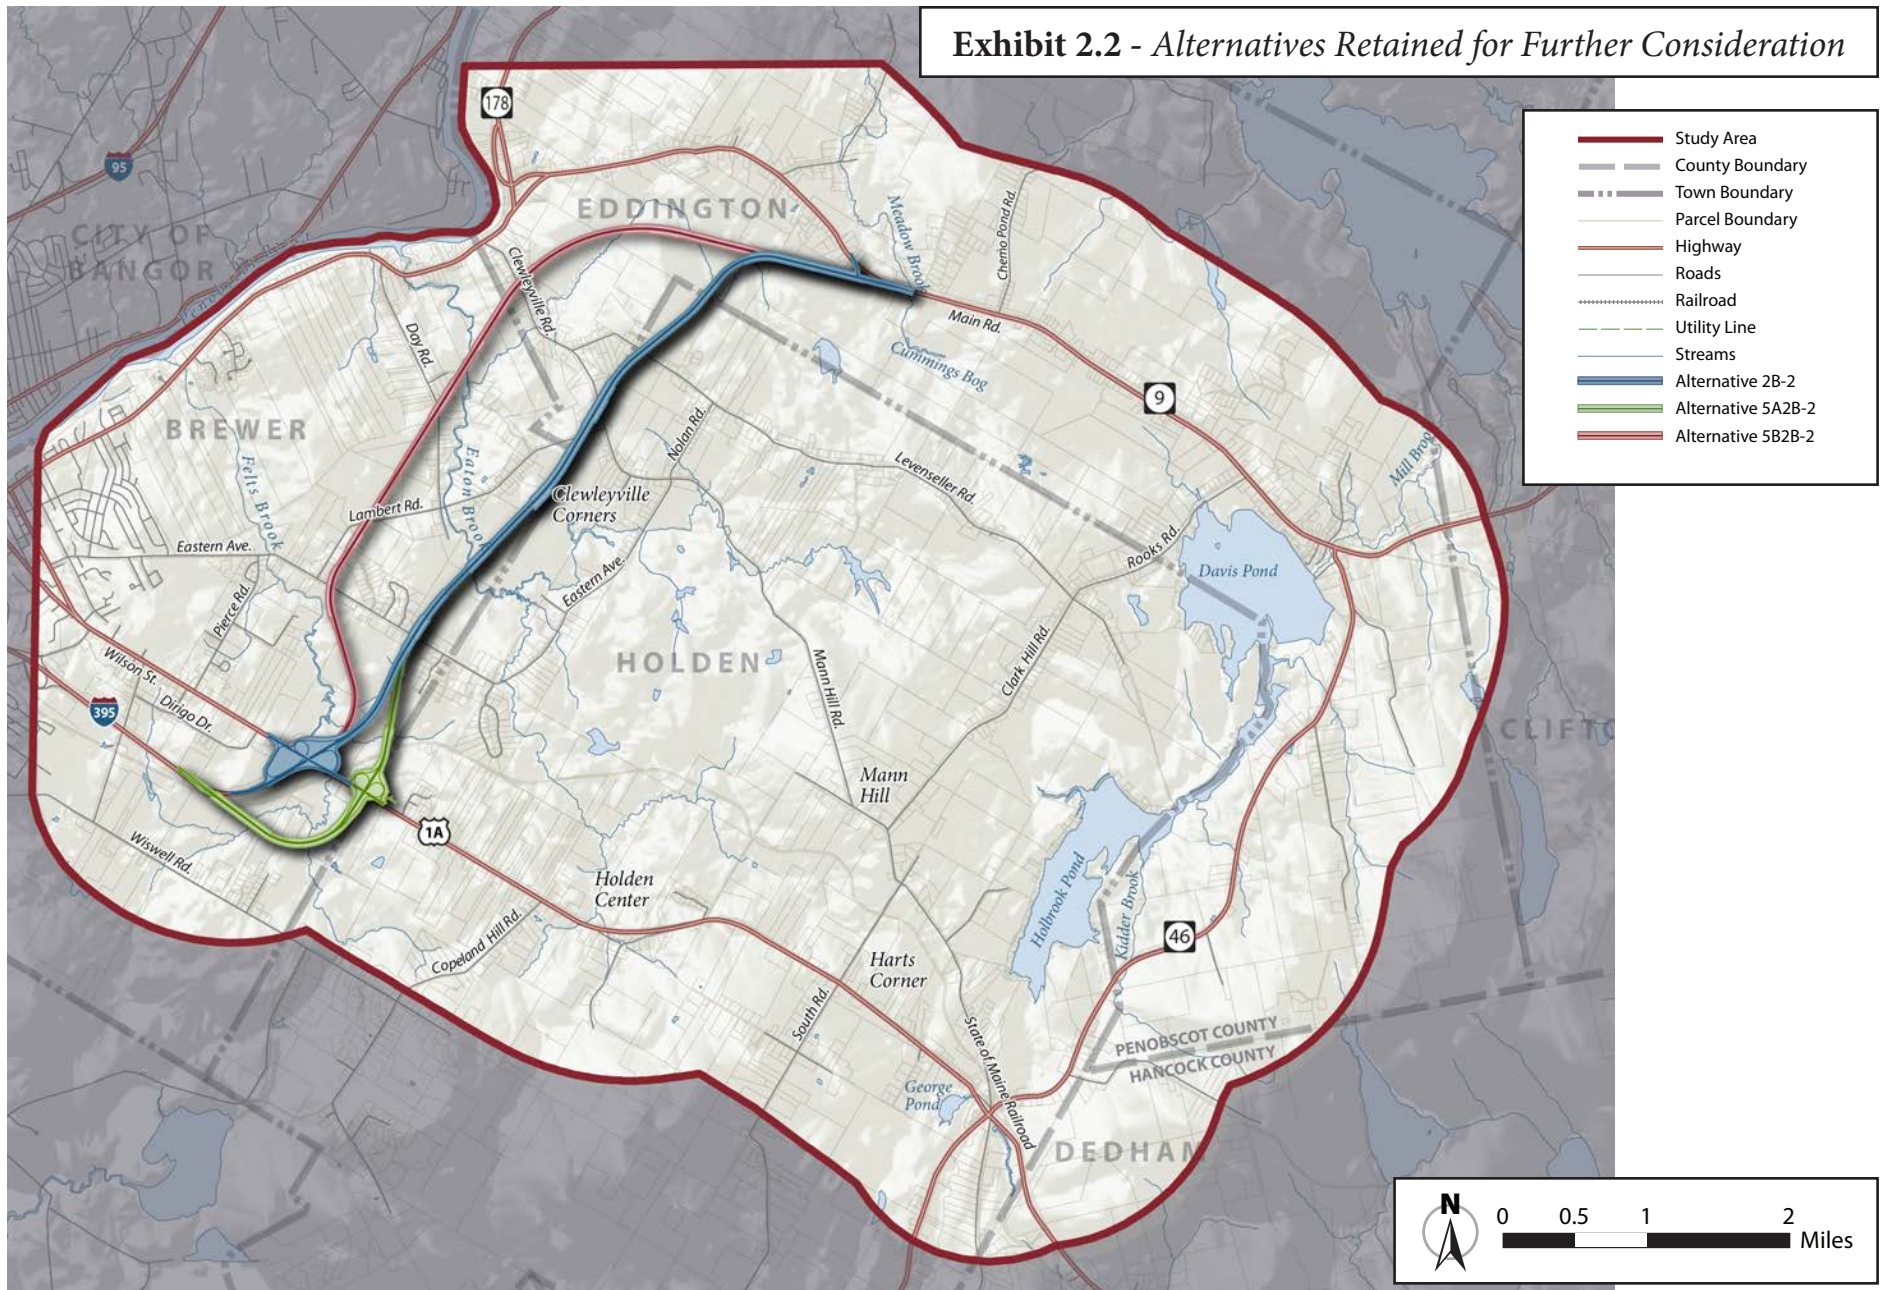 Exhibit 2.2 - Alternatives Retained for Further Consideration
Study Area
County Boundary
Town Boundary
Parcel Boundary
Highway
Roads
Railroad
Utility Line
Streams
Alternative 2B-2
Alternative 5A2B-2
Alternative 5B2B-2
178
95
CITY OF
BANGOR
EDDINGTON
Meadow Brook
Chemo Pond Rd.
Clewleyville Rd.
Main Rd.
Day Rd.
Cummings Bog
9
BREWER
Nolan Rd.
Mill Broo
Felts Brook
Eaton Broo
Levenseller Rd.
Clewleyville
Corners
Lambert Rd.
Eastern Ave.
Rooks Rd.
Davis Pond
Eastern Ave.
Pierce Rd.
HOLDEN
Clark Hill Rd.
Mann Hill Rd.
Wilson St.
Dirigo Dr.
395
CLIFTO
Mann
Hill
1A
Wiswell Rd.
Holden
Center
Holbrook Pond
Kidder Brook
Copeland Hill Rd.
46
Harts
Corner
South Rd.
State of Maine Railroad
PENOBSCOT COUNTY
HANCOCK COUNTY
George
Pond
DEDHAM
N
0 0.5 1 2
Miles